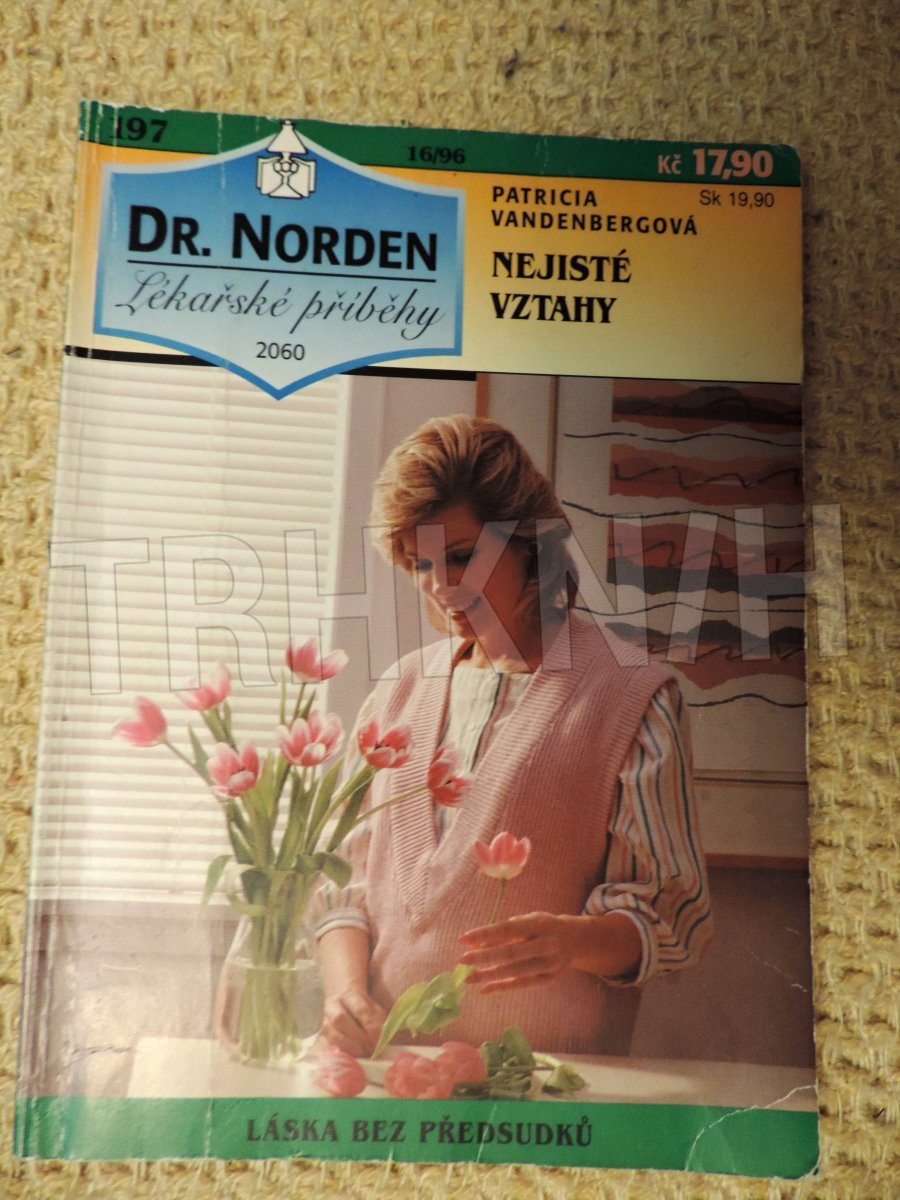 197
16/96
Kč 17,90
Sk 19,90
DR. NORDEN
Lékařské příběhy
2060
PATRICIA
VANDENBERGOVÁ
NEJISTÉ
VZTAHY
TRHKNIH
LÁSKA BEZ PŘEDSUDKŮ